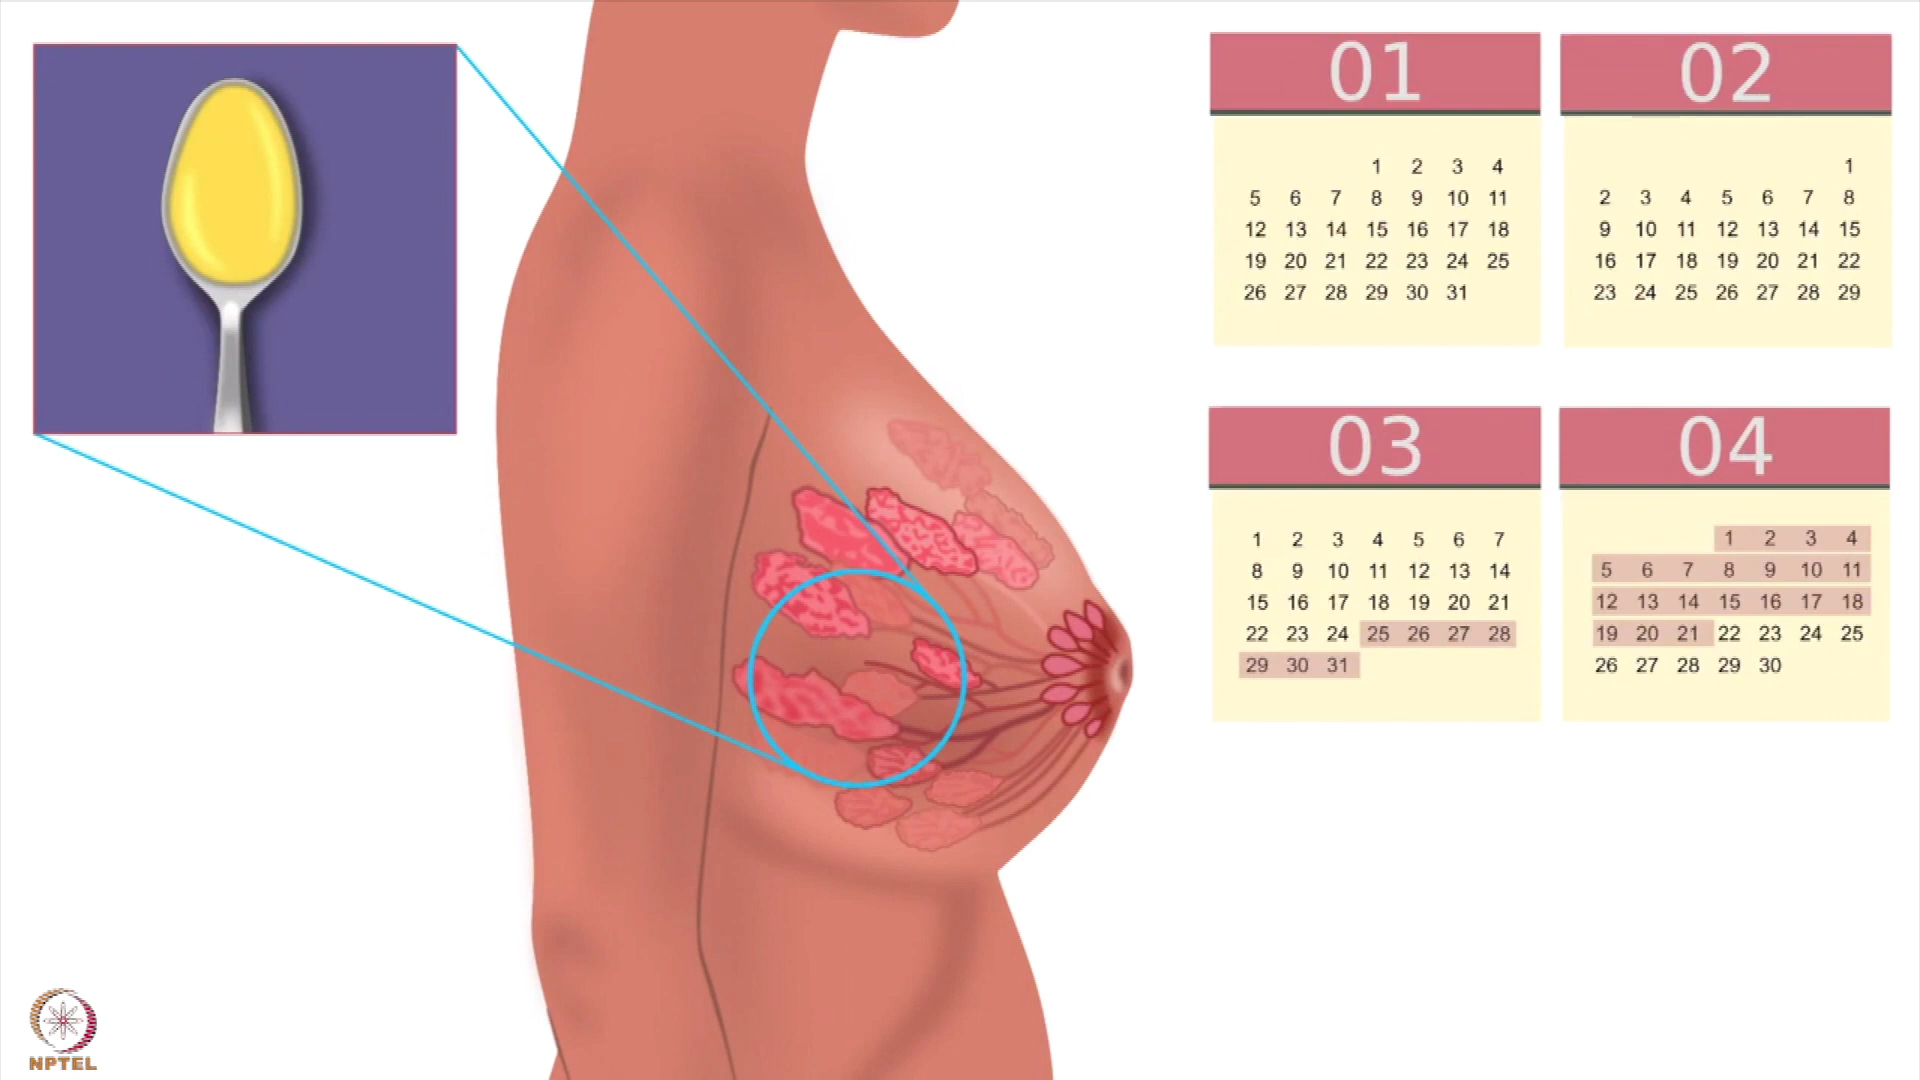 01
1 2 3 4
5 6 7 8 9 10 11
12 13 14 15 16 17 18
19 20 21 22 23 24 25
26 27 28 29 30 31
02
1
2 3 4 5 6 7 8
9 10 11 12 13 14 15
16 17 18 19 20 21 22
23 24 25 26 27 28 29
03
1 2 3 4 5 6 7
8 9 10 11 12 13 14
15 16 17 18 19 20 21
22 23 24 25 26 27 28
29 30 31
04
1 2 3 4
5 6 7 8 9 10 11
12 13 14 15 16 17 18
19 20 21 22 23 24 25
26 27 28 29 30
NPTEL